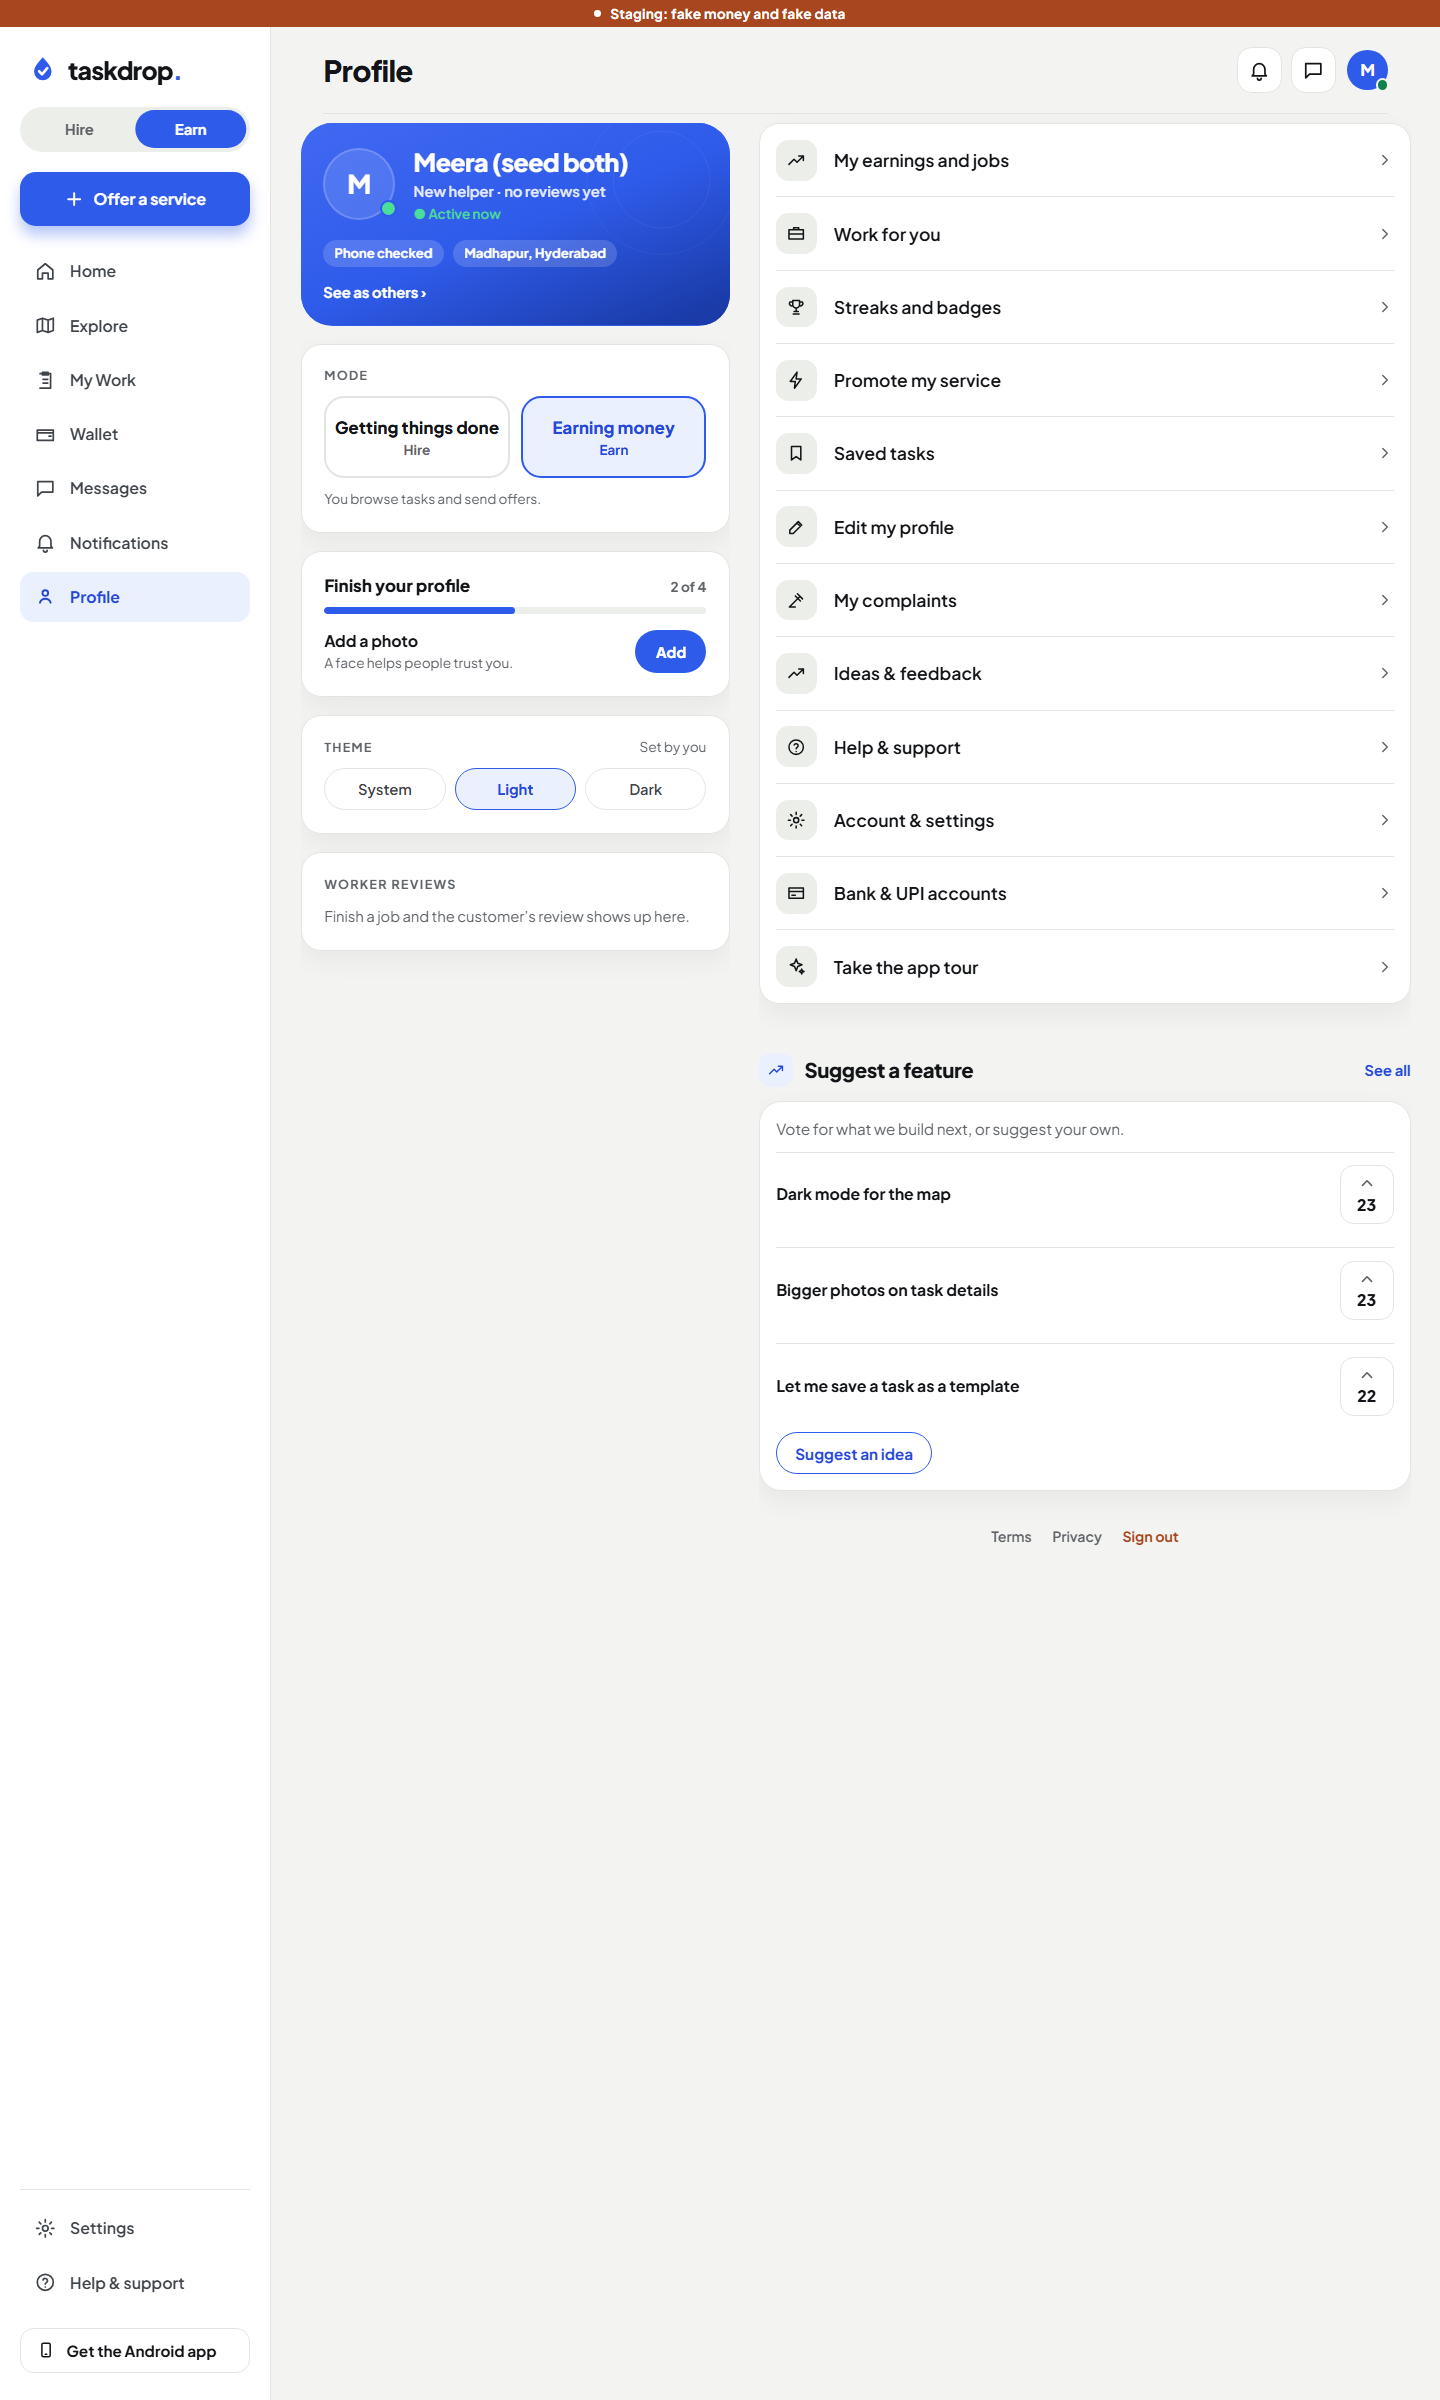 Staging: fake money and fake data
taskdrop.
Hire
Earn
Offer a service
Home
Explore
My Work
Wallet
Messages
Notifications
Profile
Settings
Help & support
Get the Android app
Profile
M
M
Meera (seed both)
New helper · no reviews yet
Active now
Phone checked
Madhapur, Hyderabad
See as others ›
MODE
Getting things done
Hire
Earning money
Earn
You browse tasks and send offers.
Finish your profile
2 of 4
Add a photo
A face helps people trust you.
Add
THEME
Set by you
System
Light
Dark
WORKER REVIEWS
Finish a job and the customer's review shows up here.
My earnings and jobs
Work for you
Streaks and badges
Promote my service
Saved tasks
Edit my profile
My complaints
Ideas & feedback
Help & support
Account & settings
Bank & UPI accounts
Take the app tour
Suggest a feature
See all
Vote for what we build next, or suggest your own.
Dark mode for the map
23
Bigger photos on task details
23
Let me save a task as a template
22
Suggest an idea
Terms
Privacy
Sign out